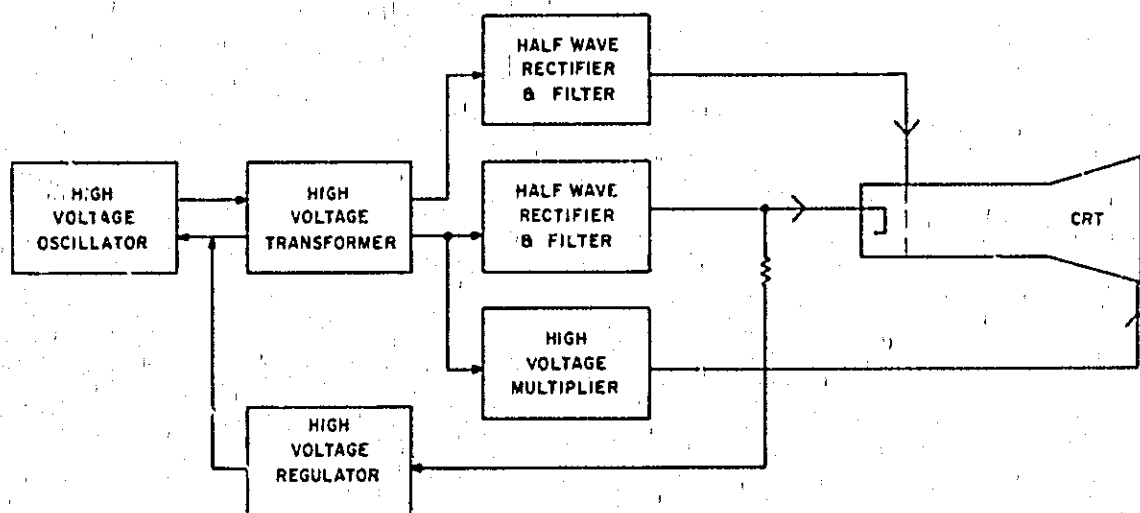 HALF WAVE
RECTIFIER
& FILTER
HIGH
VOLTAGE
OSCILLATOR
HIGH
VOLTAGE
TRANSFORMER
HALF WAVE
RECTIFIER
& FILTER
CRT
HIGH
VOLTAGE
MULTIPLIER
HIGH
VOLTAGE
REGULATOR